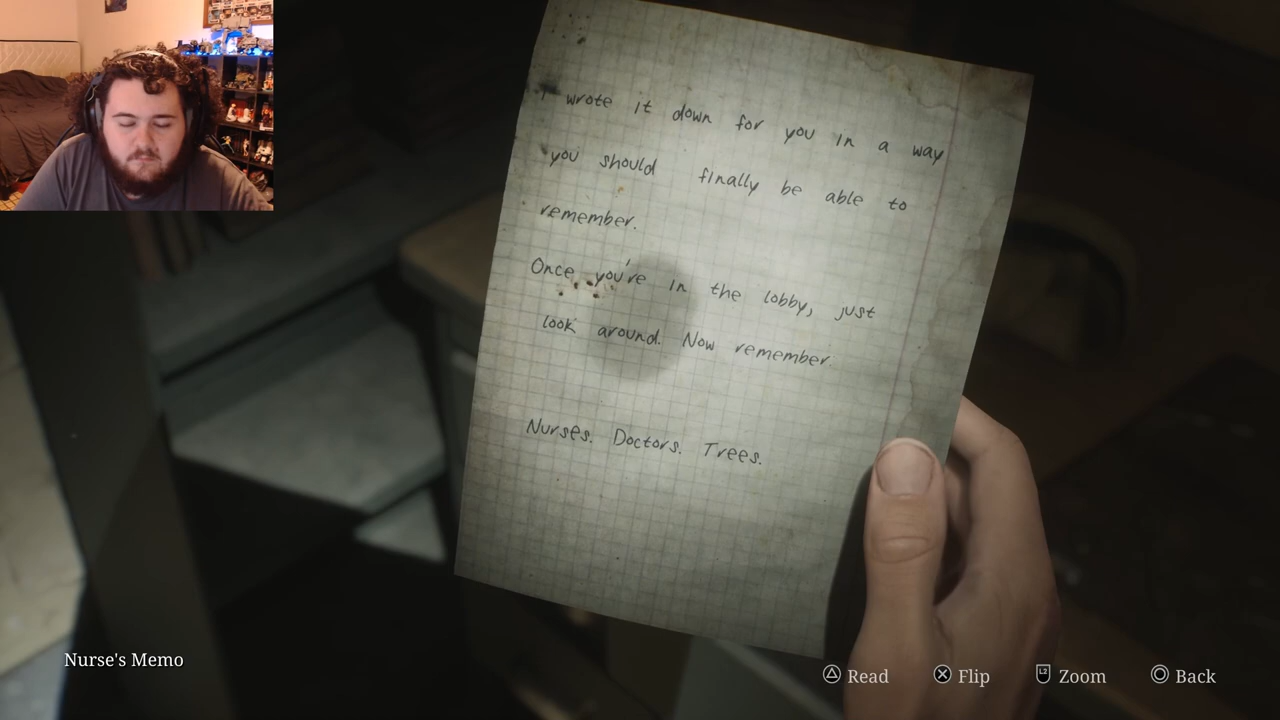 I wrote it down for you in a way
you should finally be able to
remember.
Once you're in the lobby, just
look around. Now remember.
Nurses. Doctors. Trees.
Nurse's Memo
Read
Flip
L2 Zoom
Back